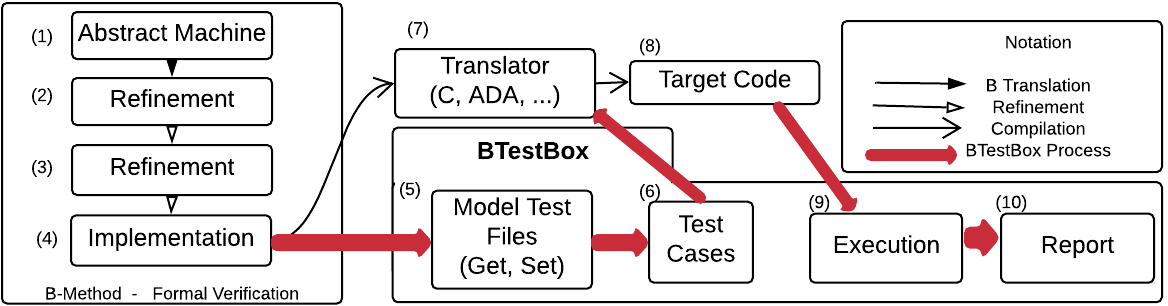 (1)
Abstract Machine
(2)
Refinement
(3)
Refinement
(4)
Implementation
B-Method - Formal Verification
(7)
Translator
(C, ADA, ...)
(8)
Target Code
BTestBox
(5)
Model Test
Files
(Get, Set)
(6)
Test
Cases
(9)
Execution
(10)
Report
Notation
B Translation
Refinement
Compilation
BTestBox Process